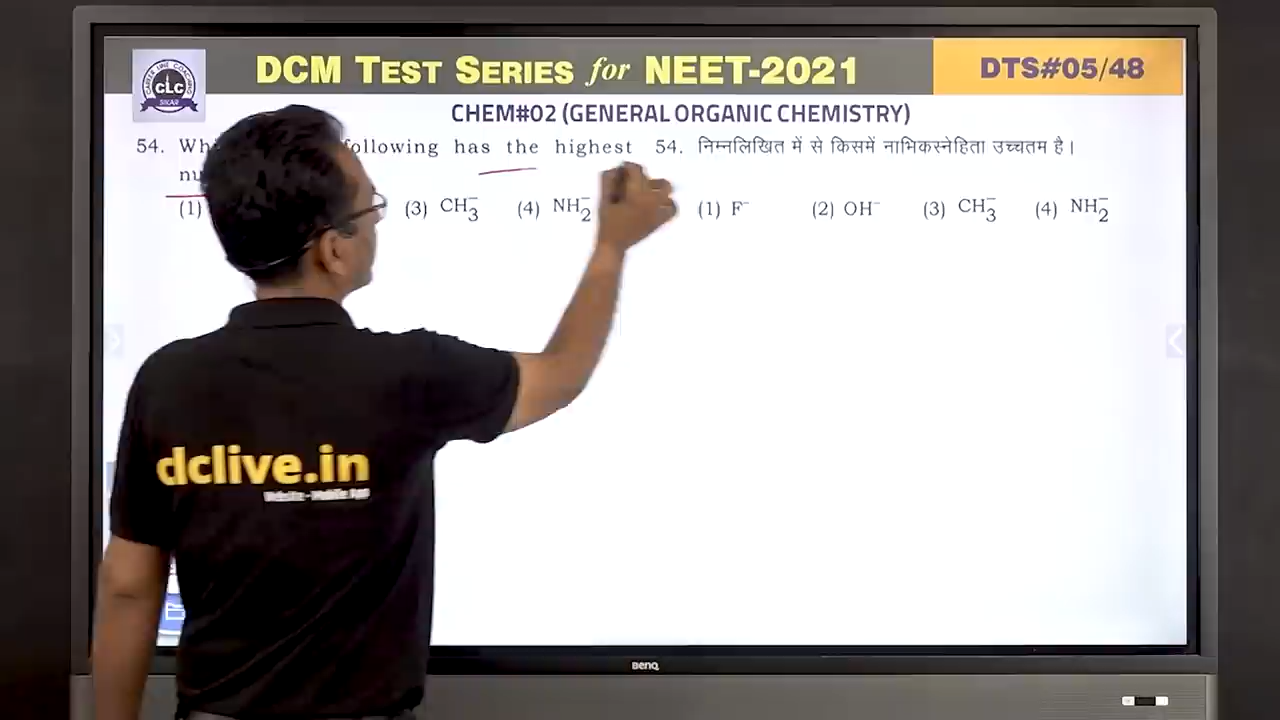 DCM TEST SERIES for NEET-2021
DTS#05/48
CLC
SIKAR
CHEM#02 (GENERAL ORGANIC CHEMISTRY)
54. following has the highest
(1) (3) CH₃⁻ (4) NH₂⁻
54. निम्नलिखित में से किसमें नाभिकस्नेहिता उच्चतम है।
(1) F⁻ (2) OH⁻ (3) CH₃⁻ (4) NH₂⁻
dclive.in
BenQ